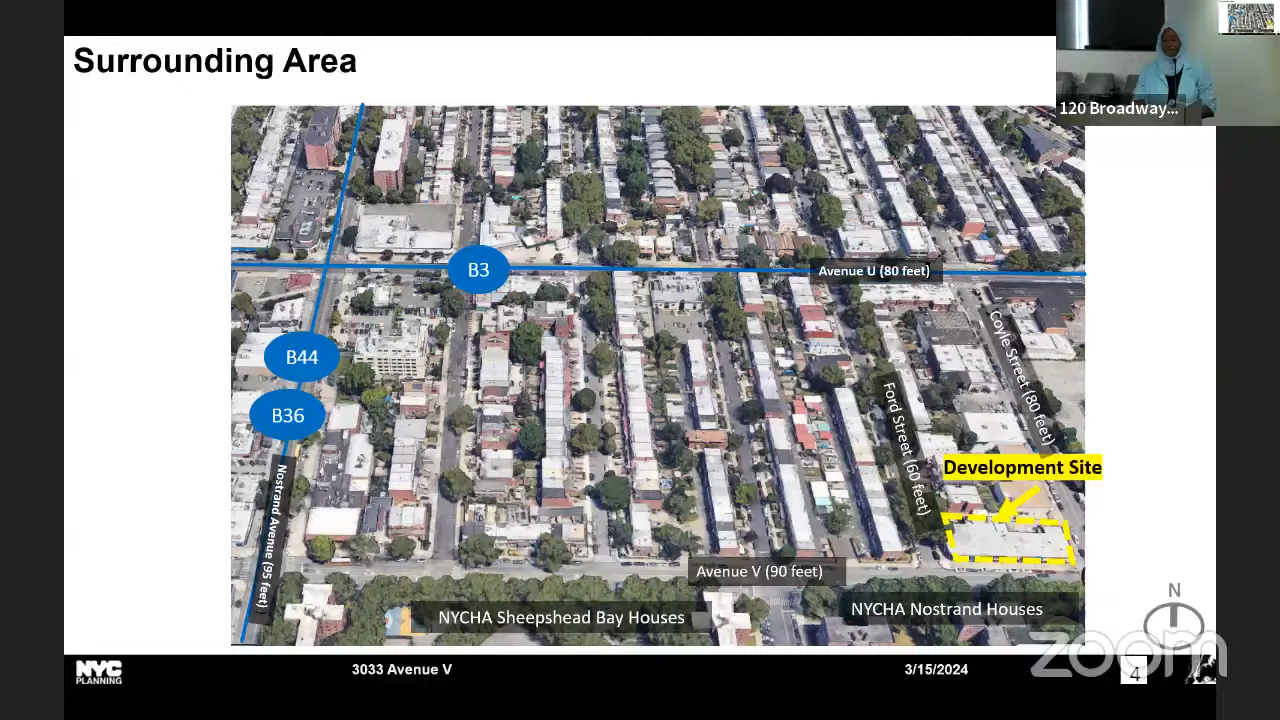 Surrounding Area
120 Broadway...
B3
Avenue U (80 feet)
Coyle Street (80 feet)
B44
B36
Ford Street (60 feet)
Development Site
Nostrand Avenue (95 feet)
Avenue V (90 feet)
NYCHA Sheepshead Bay Houses
NYCHA Nostrand Houses
N
NYC
PLANNING
3033 Avenue V
3/15/2024
4
zoom